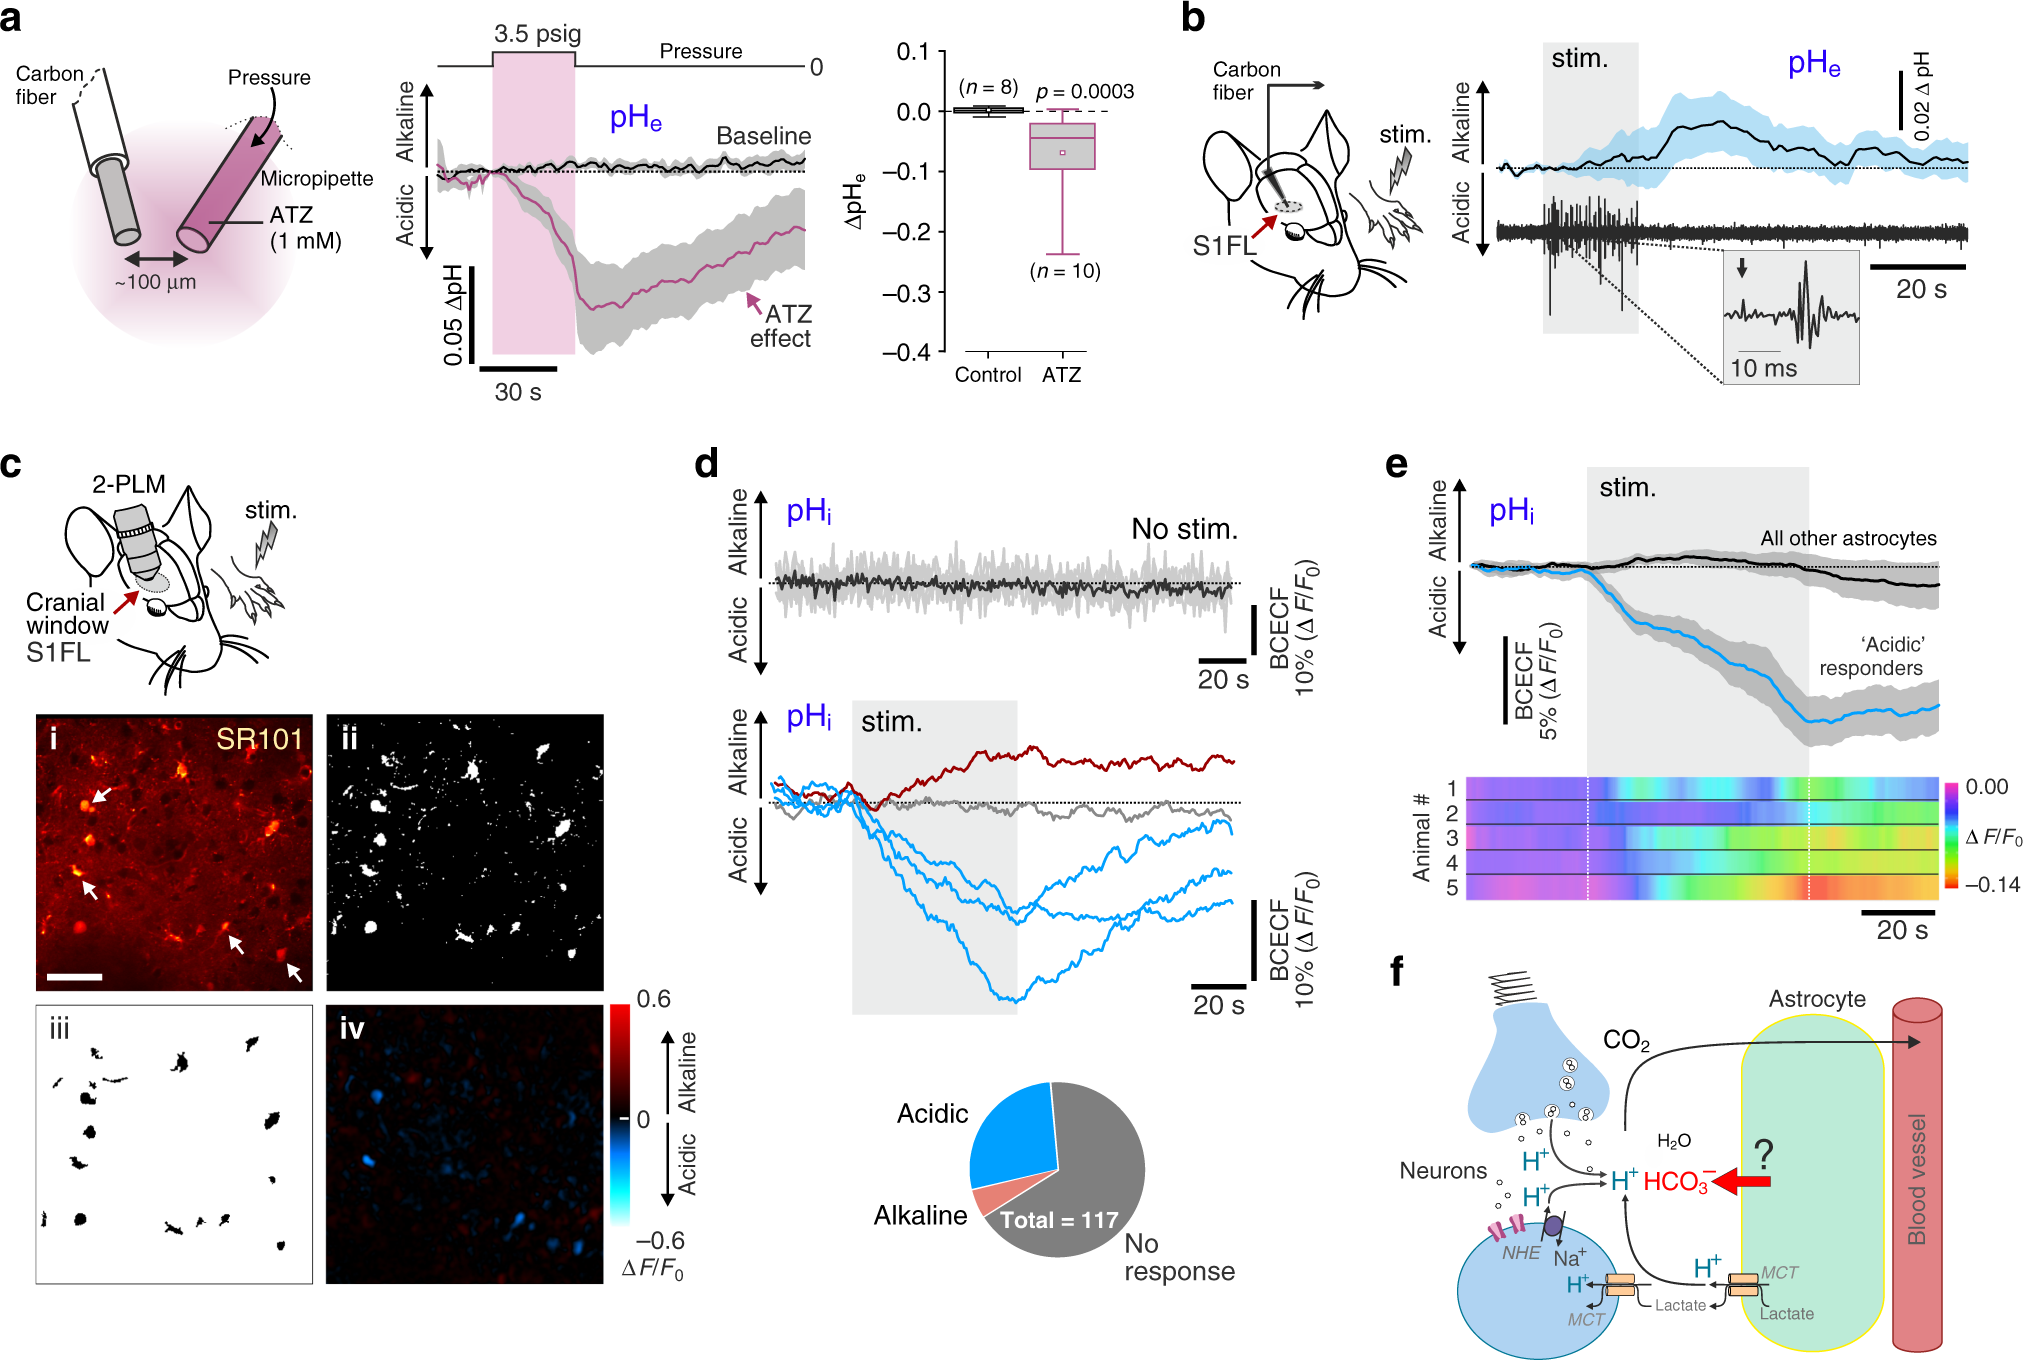 a
Carbon
fiber
Pressure
Micropipette
ATZ
(1 mM)
~100 µm
3.5 psig
Pressure
0
Alkaline
Acidic
pHe
Baseline
ATZ
effect
0.05 ΔpH
30 s
0.1
0.0
–0.1
–0.2
–0.3
–0.4
ΔpHe
(n = 8)
p = 0.0003
(n = 10)
Control
ATZ
b
Carbon
fiber
stim.
S1FL
Alkaline
Acidic
stim.
pHe
0.02 Δ pH
20 s
10 ms
c
2-PLM
stim.
Cranial
window
S1FL
i
SR101
ii
iii
iv
0.6
0
–0.6
ΔF/F0
Alkaline
Acidic
d
Alkaline
Acidic
pHi
No stim.
BCECF
10% (ΔF/F0)
20 s
Alkaline
Acidic
pHi
stim.
BCECF
10% (ΔF/F0)
20 s
Acidic
Alkaline
Total = 117
No
response
e
Alkaline
Acidic
pHi
stim.
All other astrocytes
'Acidic'
responders
BCECF
5% (ΔF/F0)
Animal #
1
2
3
4
5
0.00
ΔF/F0
–0.14
20 s
f
Astrocyte
CO2
H2O
?
Neurons
H+
H+
H+ HCO3–
NHE
Na+
H+
H+
MCT
MCT
Lactate
Lactate
Blood vessel